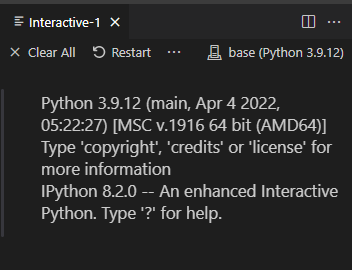 Interactive-1
Clear All
Restart
base (Python 3.9.12)
Python 3.9.12 (main, Apr 4 2022,
05:22:27) [MSC v.1916 64 bit (AMD64)]
Type 'copyright', 'credits' or 'license' for
more information
IPython 8.2.0 -- An enhanced Interactive
Python. Type '?' for help.